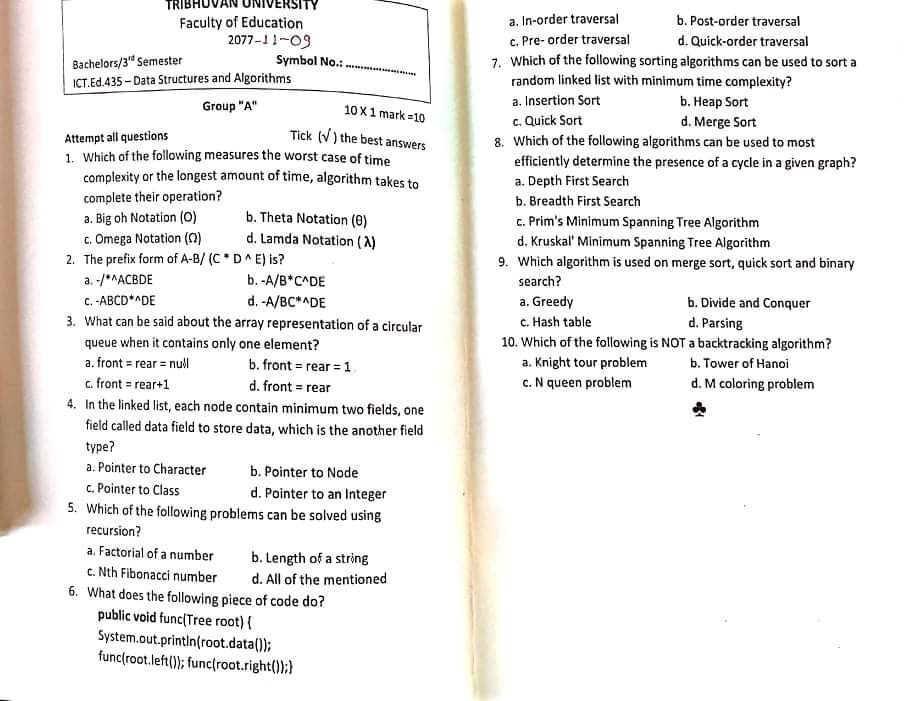 TRIBHUVAN UNIVERSITY
Faculty of Education
2077-11-09
Bachelors/3rd Semester Symbol No.: ........................
ICT.Ed.435 – Data Structures and Algorithms
Group "A"
10 X 1 mark =10
Attempt all questions Tick (√) the best answers
1. Which of the following measures the worst case of time
complexity or the longest amount of time, algorithm takes to
complete their operation?
a. Big oh Notation (O) b. Theta Notation (θ)
c. Omega Notation (Ω) d. Lamda Notation (λ)
2. The prefix form of A-B/ (C * D ^ E) is?
a. -/*^ACBDE b. -A/B*C^DE
c. -ABCD*^DE d. -A/BC*^DE
3. What can be said about the array representation of a circular
queue when it contains only one element?
a. front = rear = null b. front = rear = 1
c. front = rear+1 d. front = rear
4. In the linked list, each node contain minimum two fields, one
field called data field to store data, which is the another field
type?
a. Pointer to Character b. Pointer to Node
c. Pointer to Class d. Pointer to an Integer
5. Which of the following problems can be solved using
recursion?
a. Factorial of a number b. Length of a string
c. Nth Fibonacci number d. All of the mentioned
6. What does the following piece of code do?
public void func(Tree root) {
System.out.println(root.data());
func(root.left()); func(root.right());}
a. In-order traversal b. Post-order traversal
c. Pre- order traversal d. Quick-order traversal
7. Which of the following sorting algorithms can be used to sort a
random linked list with minimum time complexity?
a. Insertion Sort b. Heap Sort
c. Quick Sort d. Merge Sort
8. Which of the following algorithms can be used to most
efficiently determine the presence of a cycle in a given graph?
a. Depth First Search
b. Breadth First Search
c. Prim's Minimum Spanning Tree Algorithm
d. Kruskal' Minimum Spanning Tree Algorithm
9. Which algorithm is used on merge sort, quick sort and binary
search?
a. Greedy b. Divide and Conquer
c. Hash table d. Parsing
10. Which of the following is NOT a backtracking algorithm?
a. Knight tour problem b. Tower of Hanoi
c. N queen problem d. M coloring problem
♣